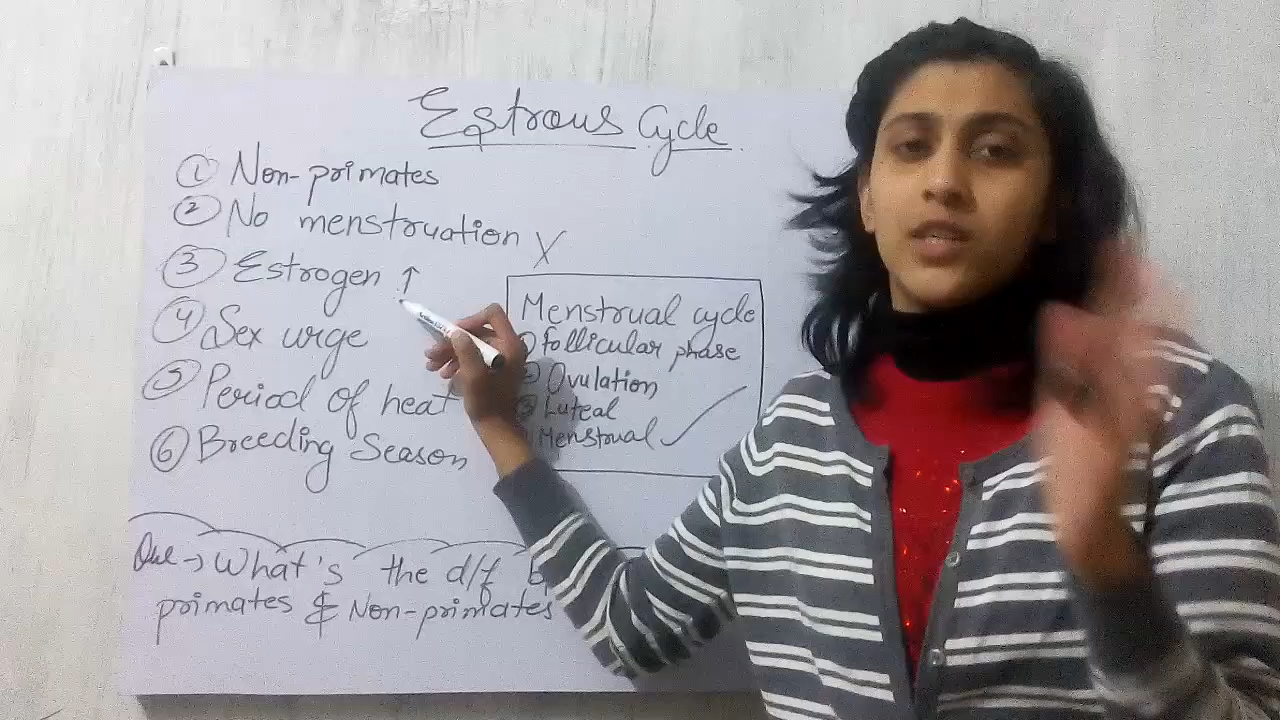 Estrous Cycle
① Non-primates
② No menstruation X
③ Estrogen ↑
④ Sex urge
⑤ Period of heat
⑥ Breeding Season
Menstrual cycle
Follicular phase
Ovulation
Luteal
Menstrual ✓
Que → What's the d/f
primates & Non-primates